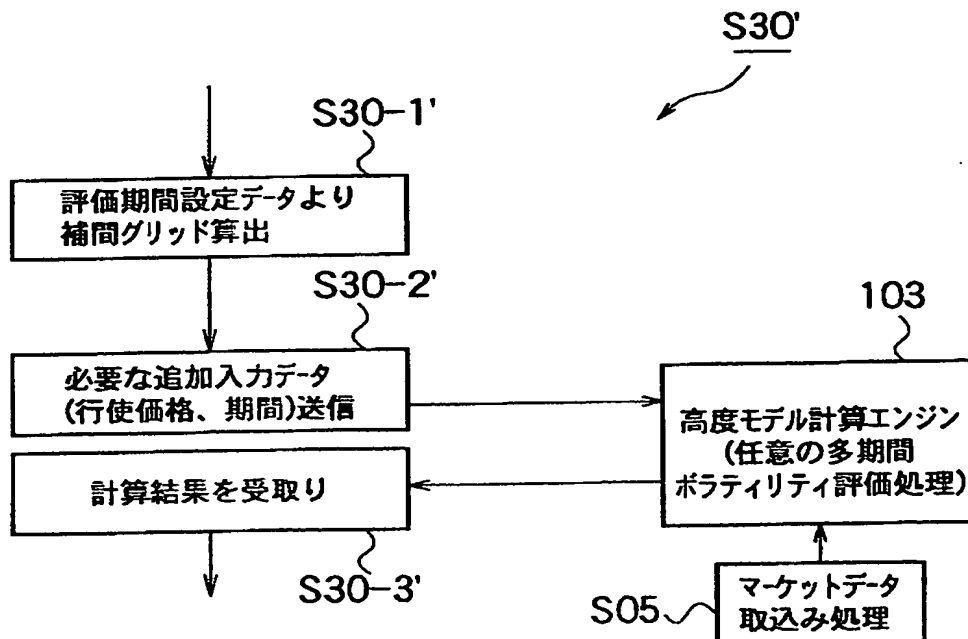 S30'
S30-1'
評価期間設定データより
補間グリッド算出
S30-2'
103
必要な追加入力データ
(行使価格、期間)送信
高度モデル計算エンジン
(任意の多期間
ボラティリティ評価処理)
計算結果を受取り
S30-3'
S05
マーケットデータ
取込み処理